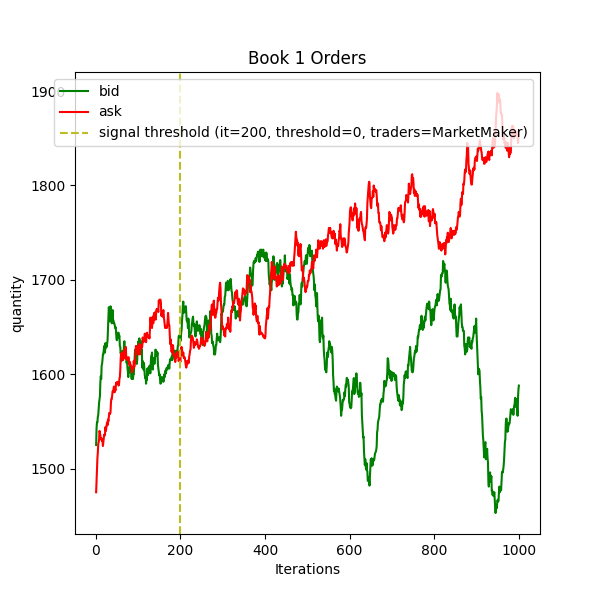 Book 1 Orders
bid
ask
signal threshold (it=200, threshold=0, traders=MarketMaker)
1900
1800
1700
1600
1500
quantity
0 200 400 600 800 1000
Iterations